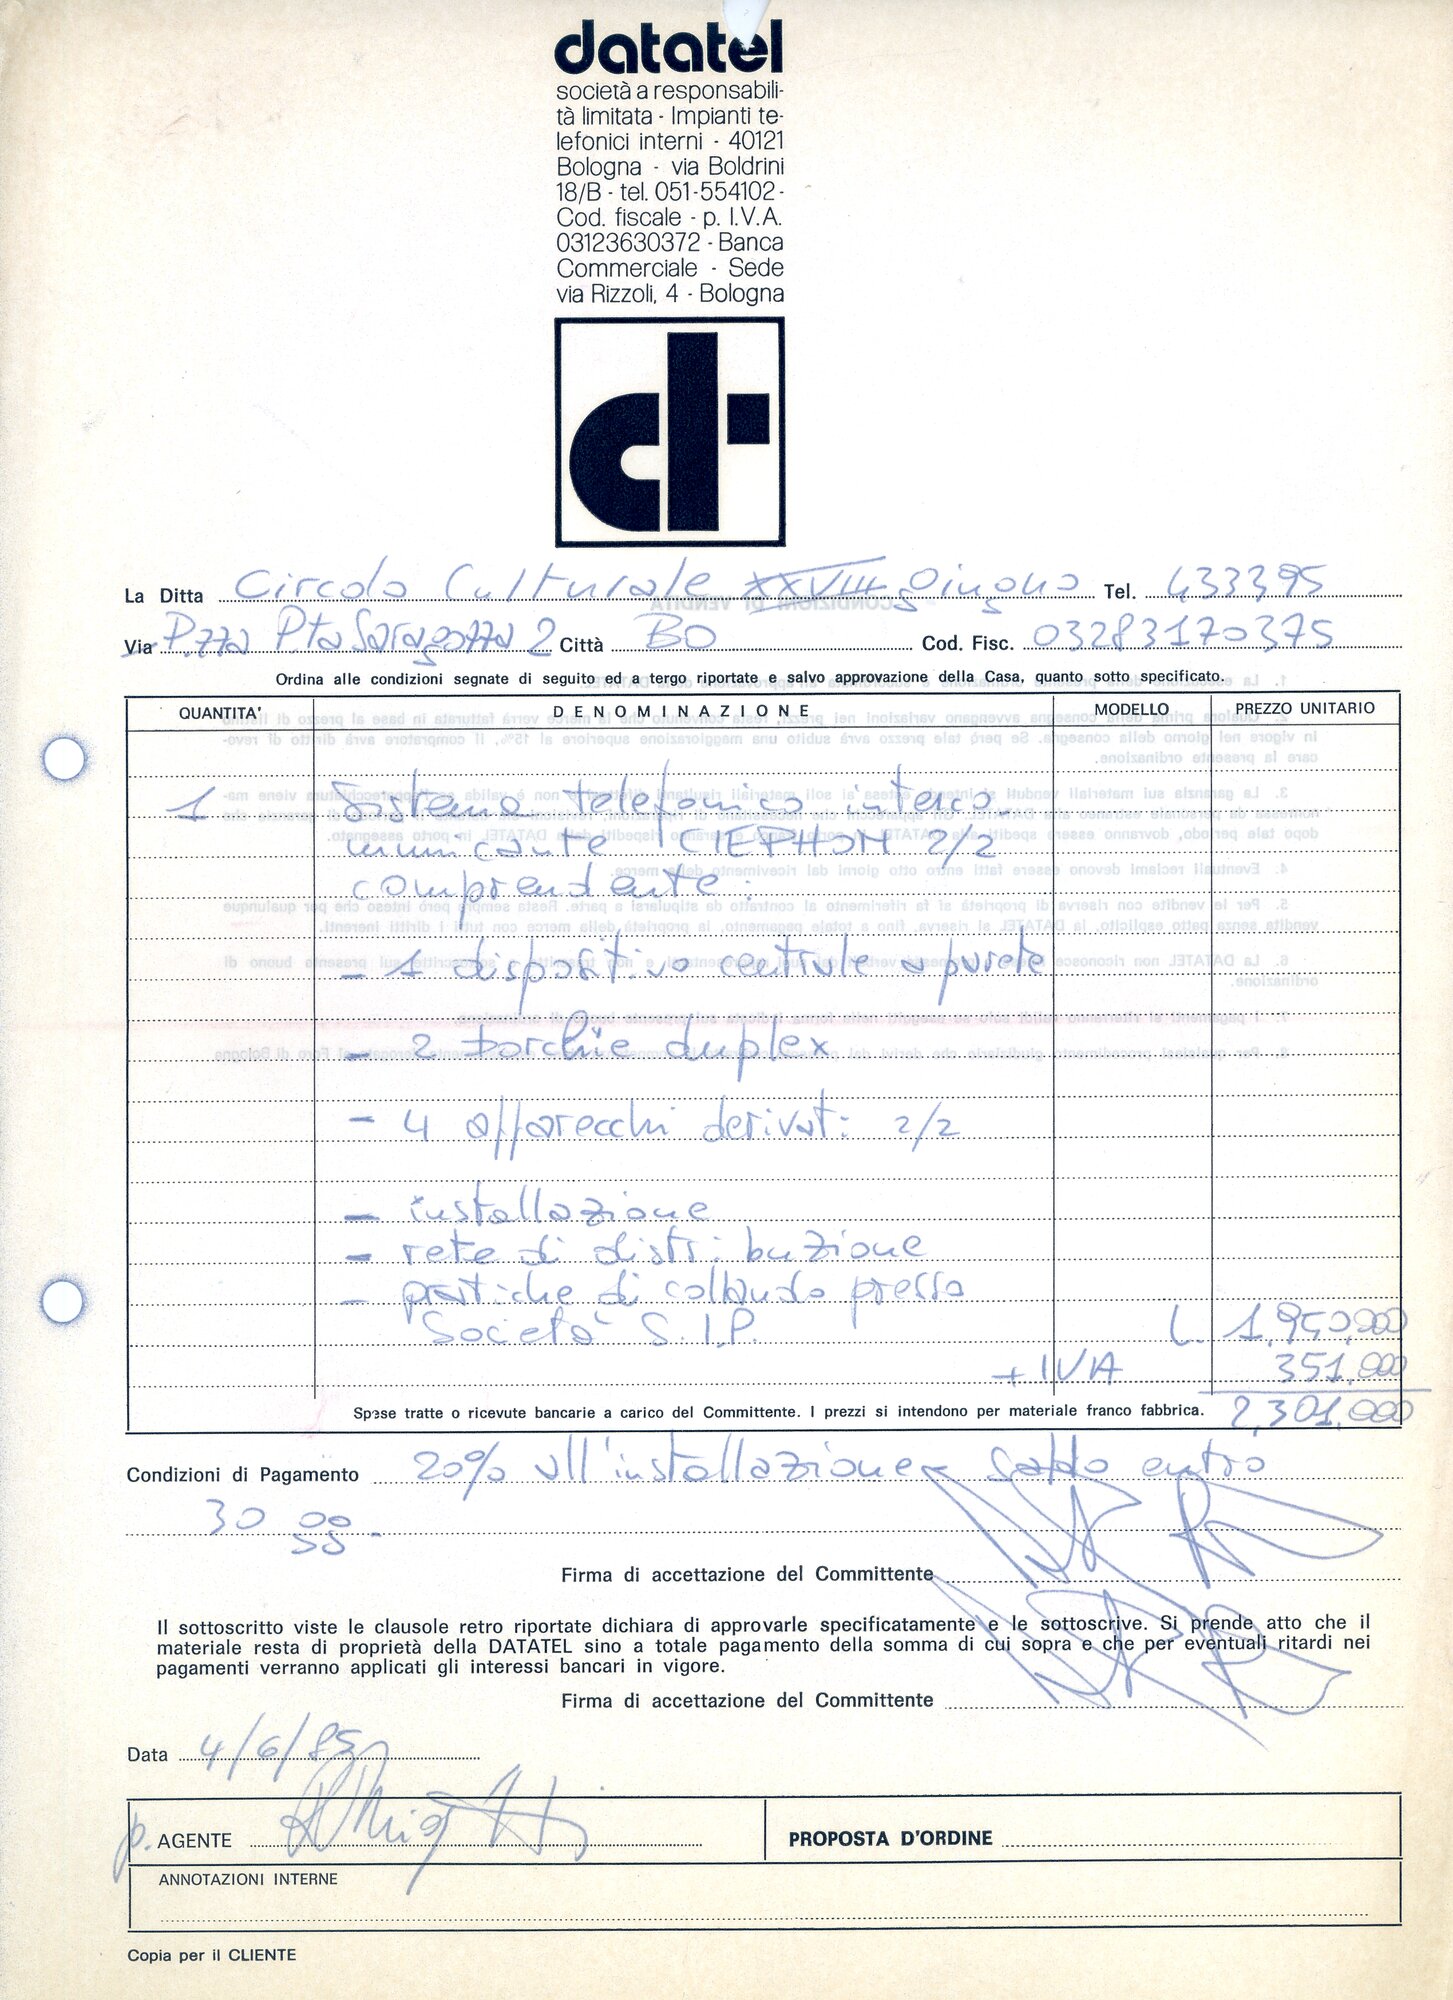 datatel
società a responsabili-
tà limitata - Impianti te-
lefonici interni - 40121
Bologna - via Boldrini
18/B - tel. 051-554102 -
Cod. fiscale - p. I.V.A.
03123630372 - Banca
Commerciale - Sede
via Rizzoli, 4 - Bologna
La Ditta Circolo Culturale XXVIII giugno Tel. 433395
Via P.zza P.ta Saragozza 2 Città BO Cod. Fisc. 03283170375
Ordina alle condizioni segnate di seguito ed a tergo riportate e salvo approvazione della Casa, quanto sotto specificato.
QUANTITA' DENOMINAZIONE MODELLO PREZZO UNITARIO
1 Sistema telefonico interco
municante CIEPHON 2/2
comprendente:
- 1 dispositivo centrale a parete
- 2 borchie duplex
- 4 apparecchi derivati 2/2
- installazione
- rete di distribuzione
- pratiche di collaudo presso
Società S.I.P. L. 1.950.000
+ IVA 351.000
Spese tratte o ricevute bancarie a carico del Committente. I prezzi si intendono per materiale franco fabbrica. 2.301.000
Condizioni di Pagamento 20% all'installazione saldo entro
30 gg.
Firma di accettazione del Committente
Il sottoscritto viste le clausole retro riportate dichiara di approvarle specificatamente e le sottoscrive. Si prende atto che il
materiale resta di proprietà della DATATEL sino a totale pagamento della somma di cui sopra e che per eventuali ritardi nei
pagamenti verranno applicati gli interessi bancari in vigore.
Firma di accettazione del Committente
Data 4/6/85
p. AGENTE PROPOSTA D'ORDINE
ANNOTAZIONI INTERNE
Copia per il CLIENTE